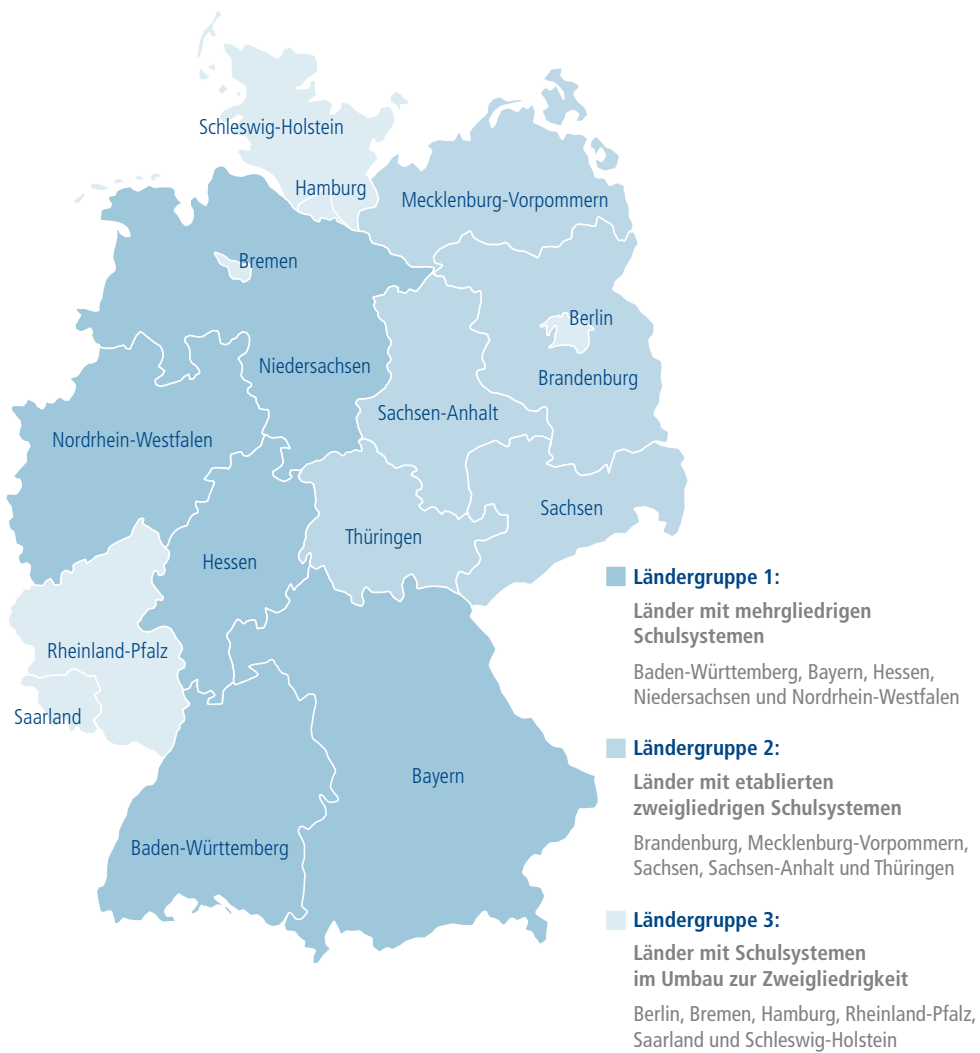 Schleswig-Holstein
Hamburg
Mecklenburg-Vorpommern
Bremen
Berlin
Niedersachsen
Brandenburg
Sachsen-Anhalt
Nordrhein-Westfalen
Sachsen
Thüringen
Hessen
Rheinland-Pfalz
Saarland
Bayern
Baden-Württemberg
Ländergruppe 1:
Länder mit mehrgliedrigen
Schulsystemen
Baden-Württemberg, Bayern, Hessen,
Niedersachsen und Nordrhein-Westfalen
Ländergruppe 2:
Länder mit etablierten
zweigliedrigen Schulsystemen
Brandenburg, Mecklenburg-Vorpommern,
Sachsen, Sachsen-Anhalt und Thüringen
Ländergruppe 3:
Länder mit Schulsystemen
im Umbau zur Zweigliedrigkeit
Berlin, Bremen, Hamburg, Rheinland-Pfalz,
Saarland und Schleswig-Holstein